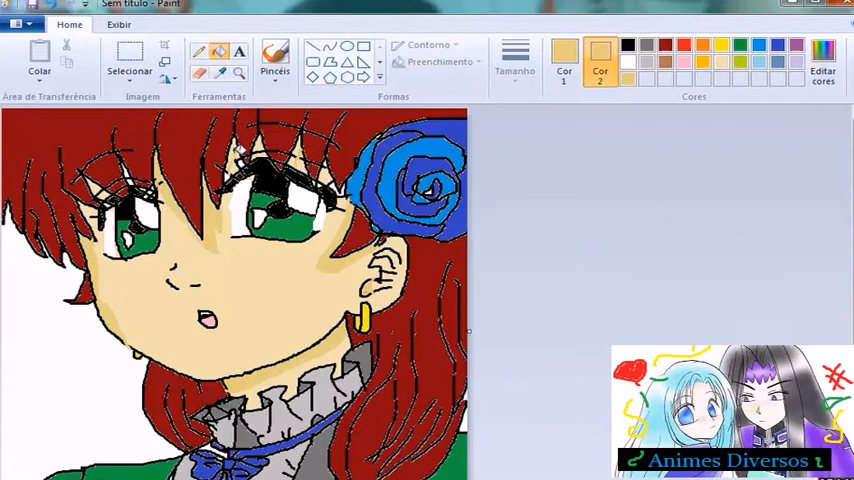 Sem título - Paint
Home
Exibir
Colar
Selecionar
Pincéis
Contorno
Preenchimento
Tamanho
Cor
1
Cor
2
Editar
cores
Área de Transferência
Imagem
Ferramentas
Formas
Cores
Animes Diversos